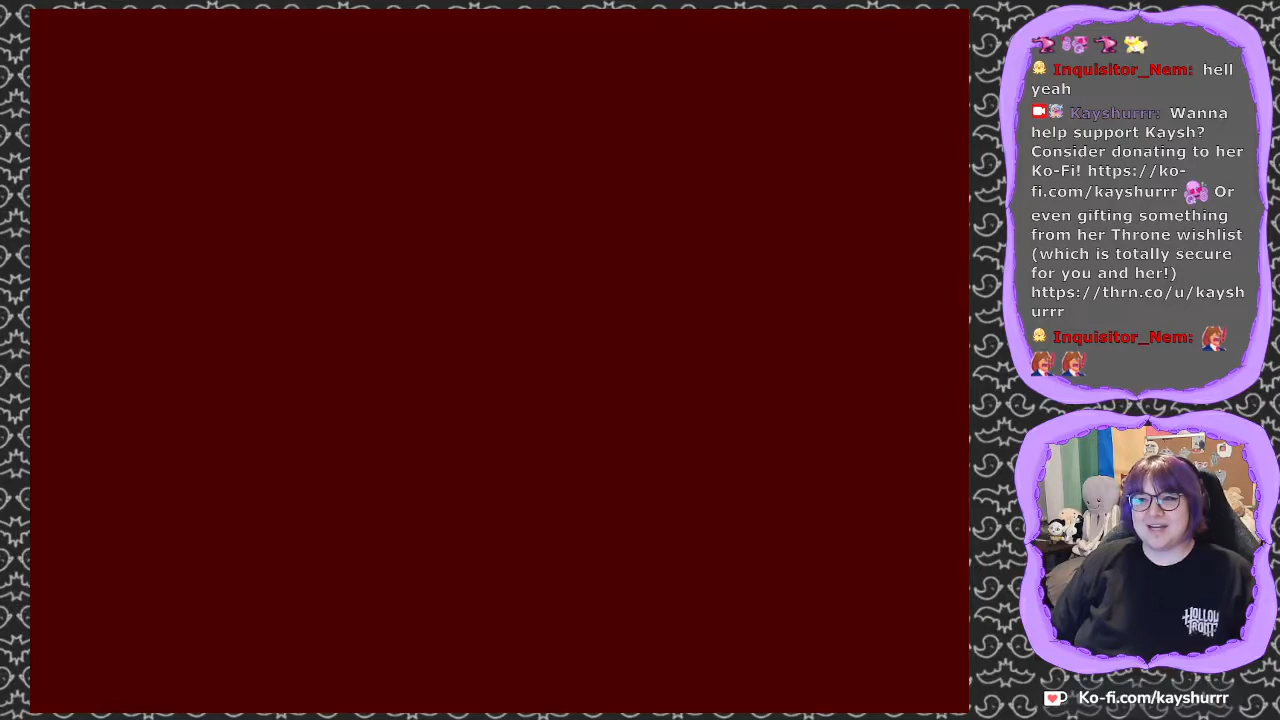 Inquisitor_Nem: hell
yeah
Kayshurrr: Wanna
help support Kaysh?
Consider donating to her
Ko-Fi! https://ko-
fi.com/kayshurrr Or
even gifting something
from her Throne wishlist
(which is totally secure
for you and her!)
https://thrn.co/u/kaysh
urrr
Inquisitor_Nem:
HOLLOW
FRONT
Ko-fi.com/kayshurrr